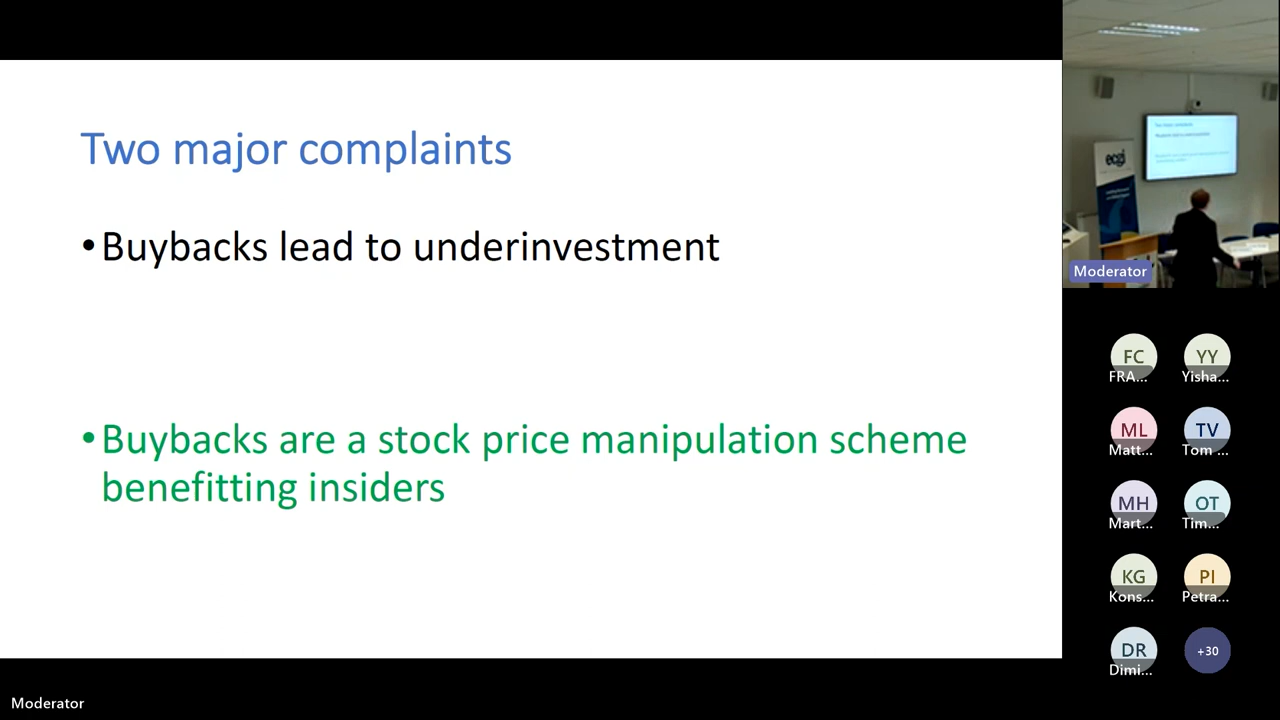 Two major complaints
•Buybacks lead to underinvestment
•Buybacks are a stock price manipulation scheme
benefitting insiders
ecgi
Moderator
FC
FRA...
YY
Yisha...
ML
Matt...
TV
Tom ...
MH
Mart...
OT
Tim...
KG
Kons...
PI
Petra...
DR
Dimi...
+30
Moderator